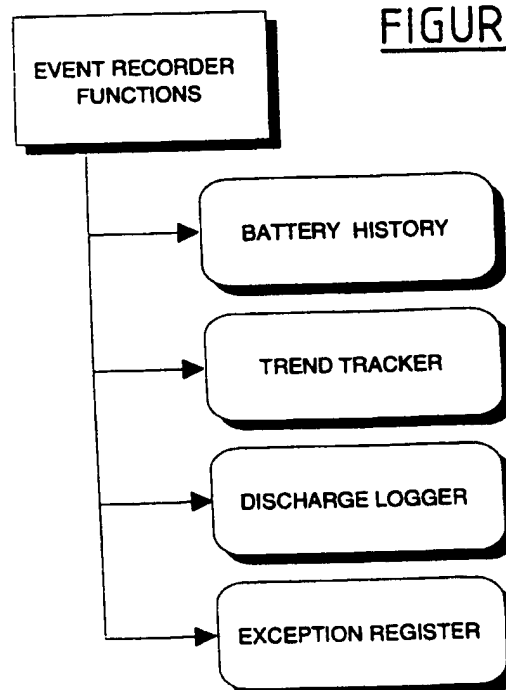 FIGUR
EVENT RECORDER
FUNCTIONS
BATTERY HISTORY
TREND TRACKER
DISCHARGE LOGGER
EXCEPTION REGISTER